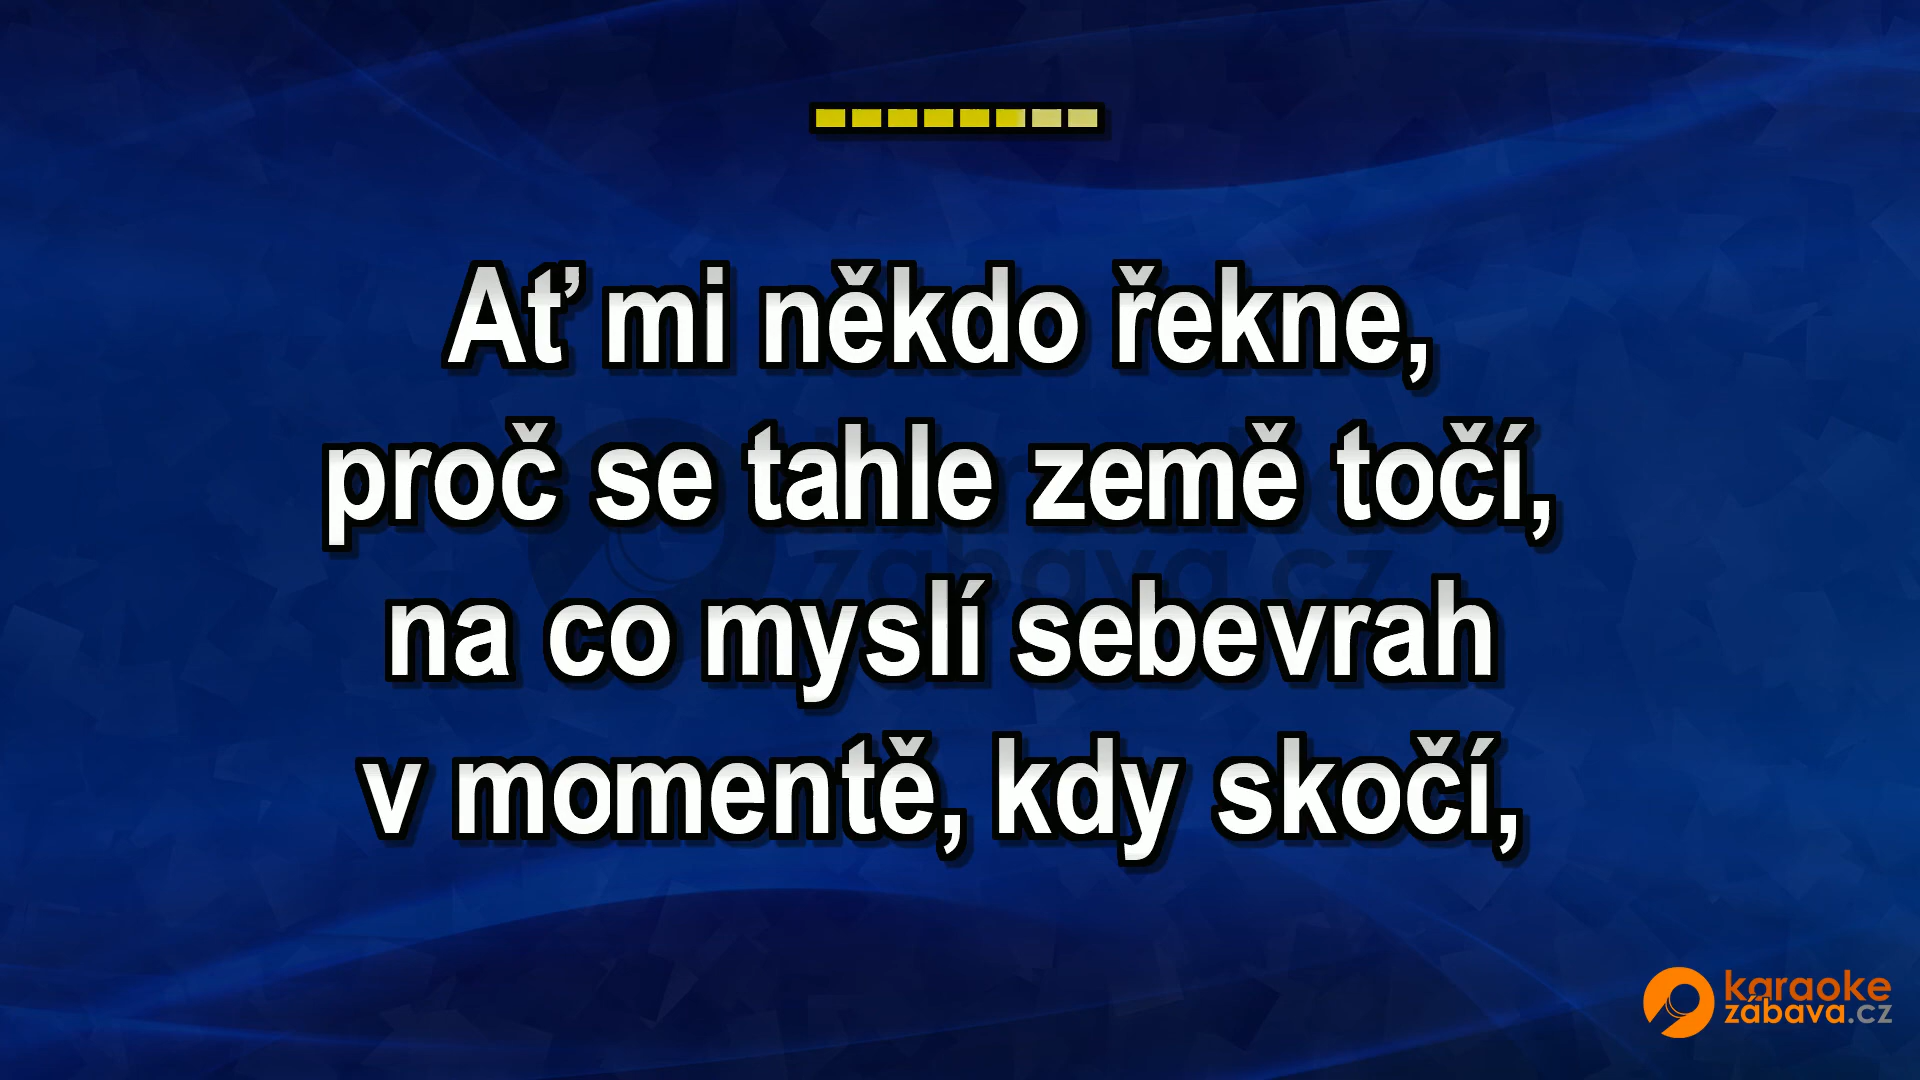 Ať mi někdo řekne,
proč se tahle země točí,
na co myslí sebevrah
v momentě, kdy skočí,
karaoke
zábava.cz